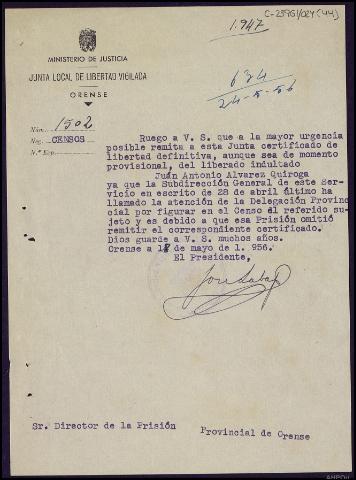 C-25961/024 (44)
1.947
MINISTERIO DE JUSTICIA
JUNTA LOCAL DE LIBERTAD VIGILADA
ORENSE
634
24-5-56
Núm. 1502
Neg. CENSOS
N.º Exp.
Ruego a V. S. que a la mayor urgencia
posible remita a esta Junta certificado de
libertad definitiva, aunque sea de momento
provisional, del liberado indultado
Juan Antonio Alvarez Quiroga
ya que la Subdirección General de este Ser-
vicio en escrito de 28 de abril último ha
llamado la atención de la Delegación Provin
cial por figurar en el Censo el referido su-
jeto y es debido a que esa Prisión omitió
remitir el correspondiente certificado.
Dios guarde a V. S. muchos años.
Orense a 18 de mayo de 1. 956.
El Presidente,
Sr. Director de la Prisión Provincial de Orense